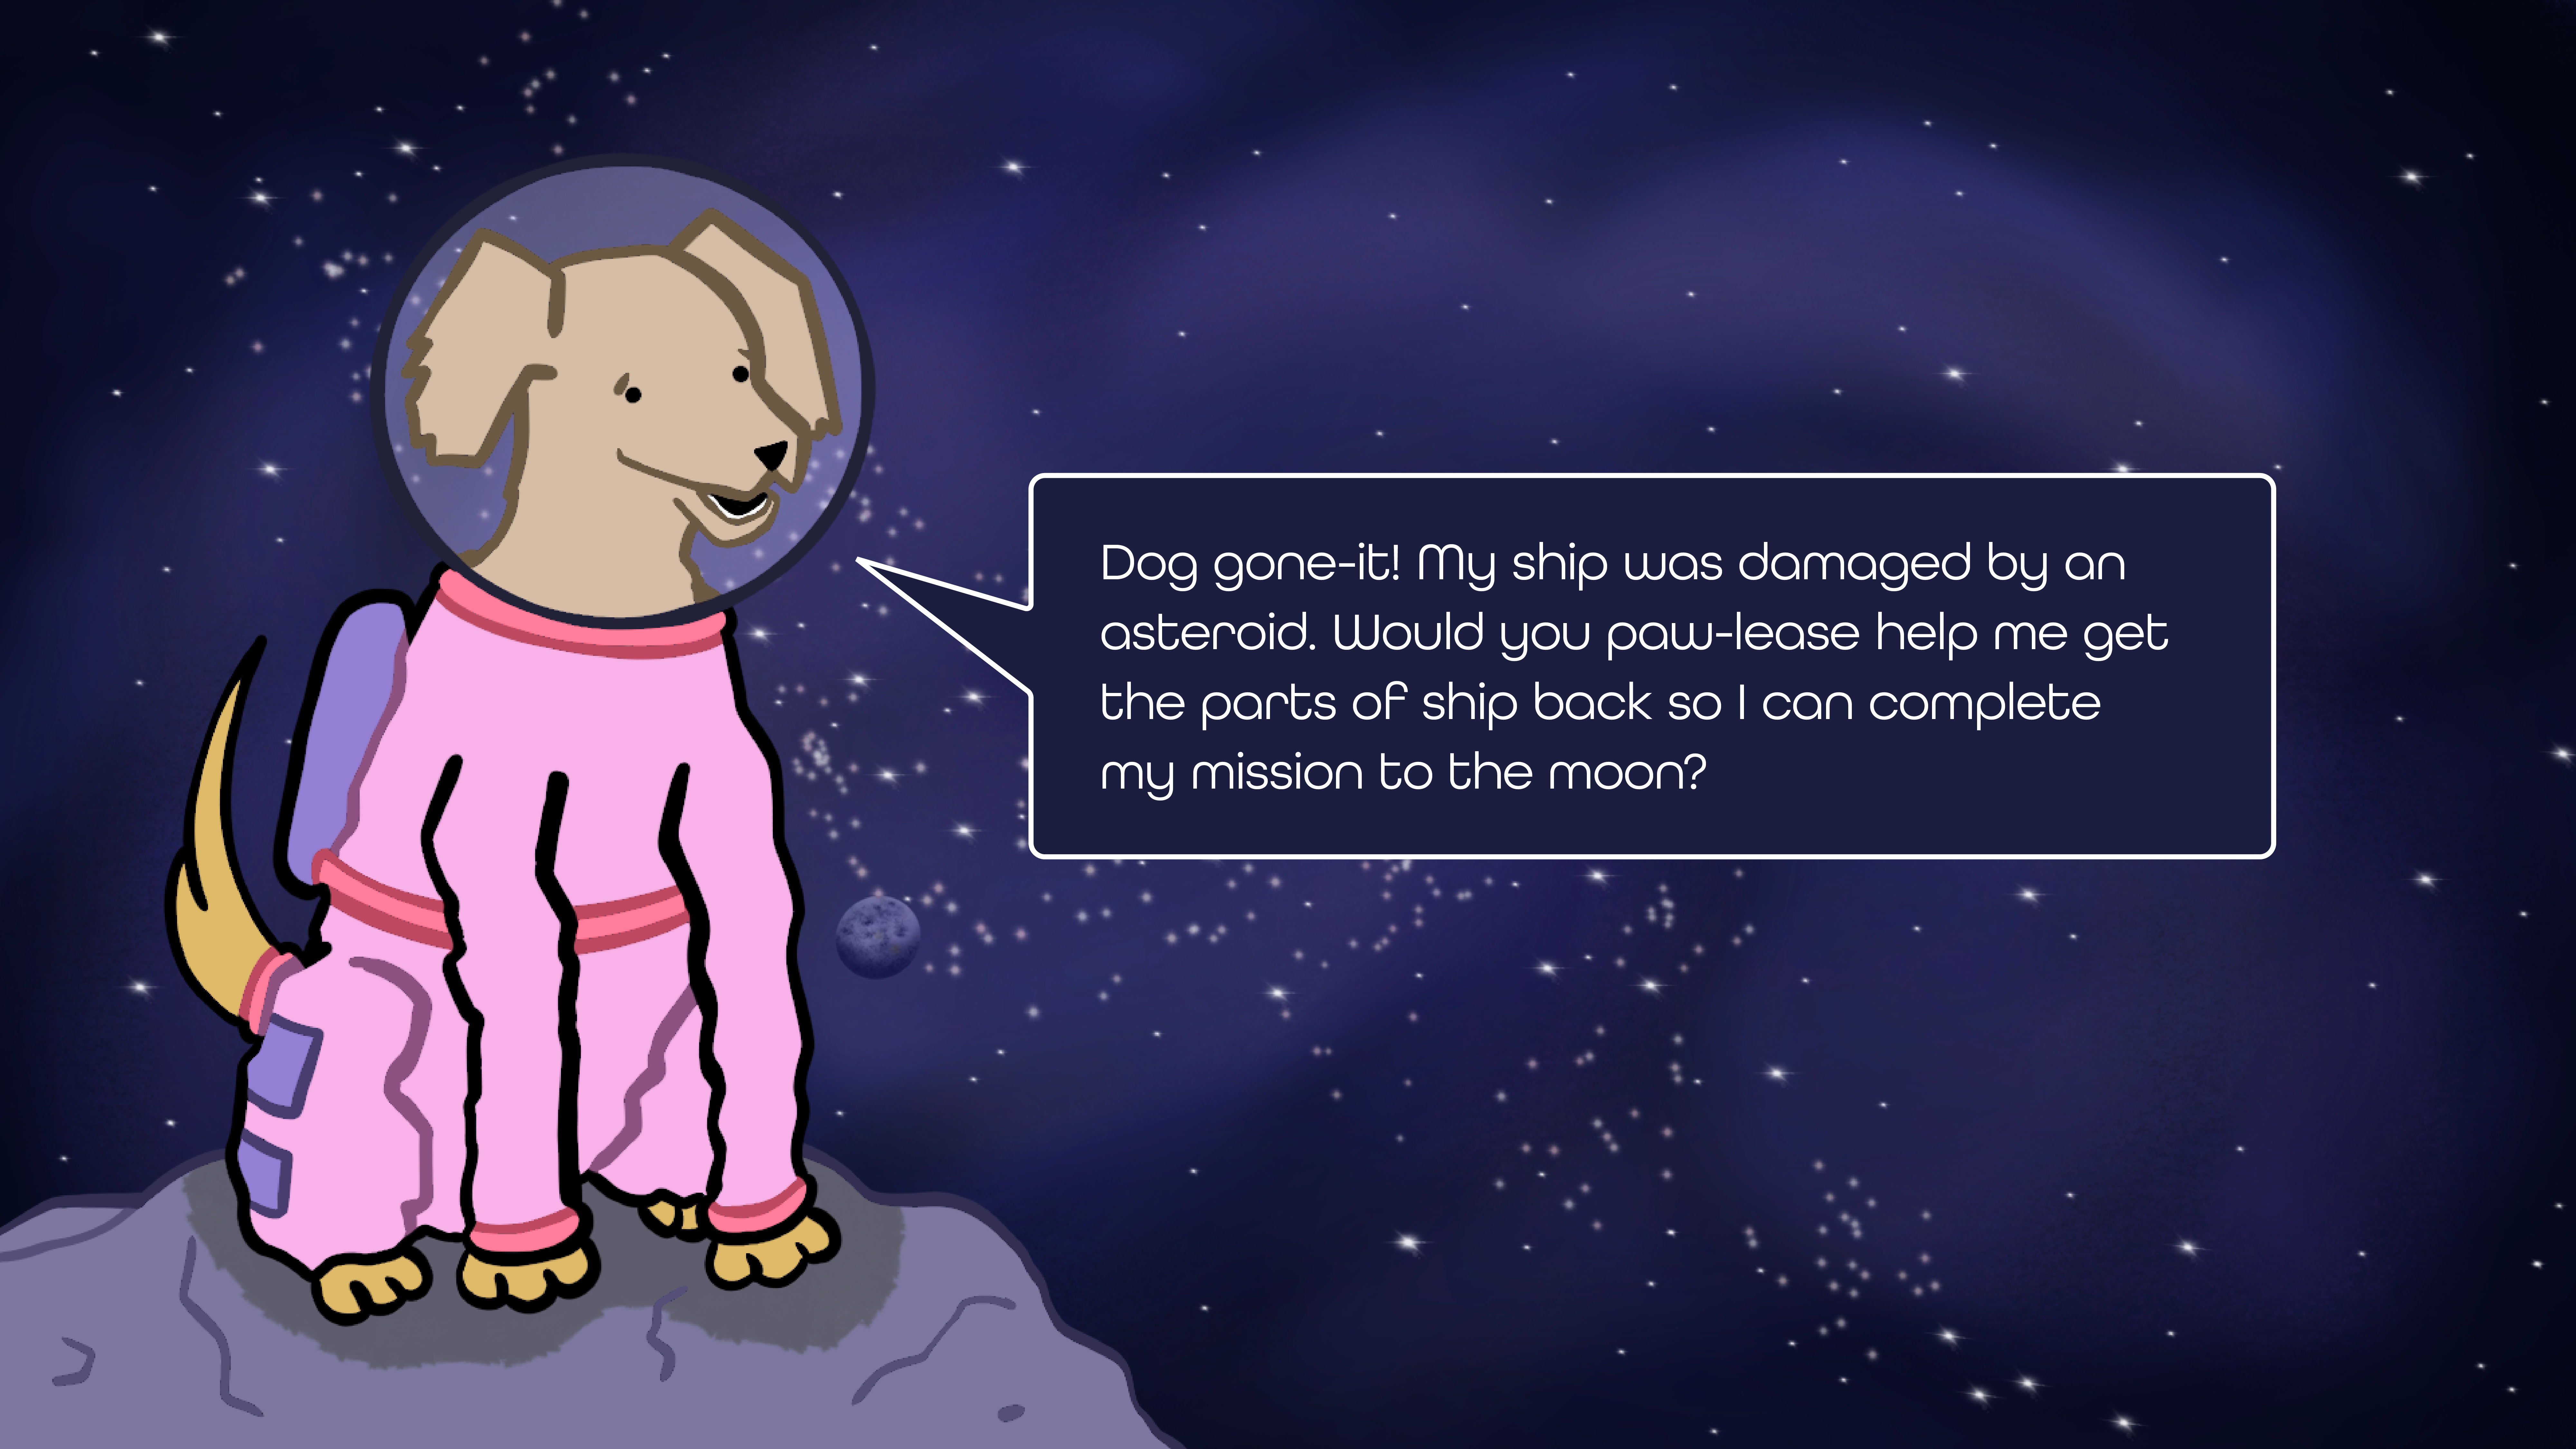 Dog gone-it! My ship was damaged by an
asteroid. Would you paw-lease help me get
the parts of ship back so I can complete
my mission to the moon?